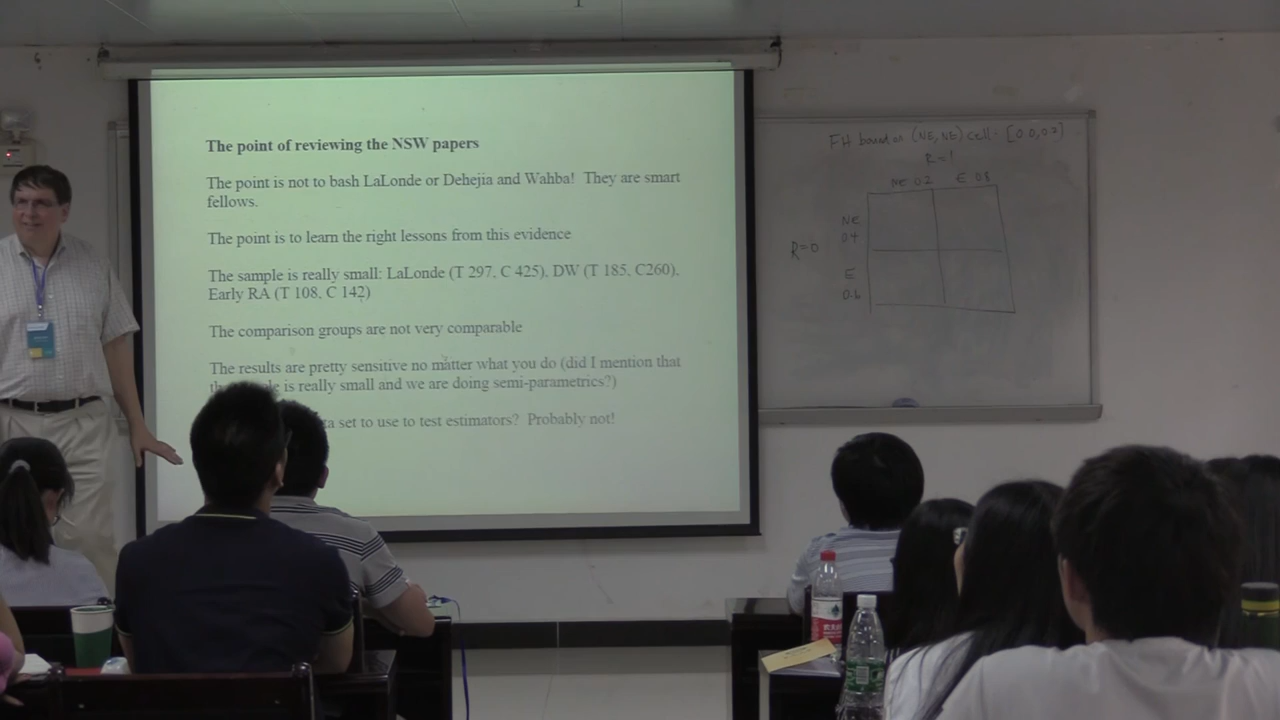 The point of reviewing the NSW papers
The point is not to bash LaLonde or Dehejia and Wahba! They are smart
fellows.
The point is to learn the right lessons from this evidence
The sample is really small: LaLonde (T 297, C 425), DW (T 185, C260),
Early RA (T 108, C 142)
The comparison groups are not very comparable
The results are pretty sensitive no matter what you do (did I mention that
is really small and we are doing semi-parametrics?)
set to use to test estimators? Probably not!
FH bound on (NE, NE) cell - [0.0, 0.2]
R=1
NE 0.2 E 0.8
NE
0.4
R=0
E
0.6